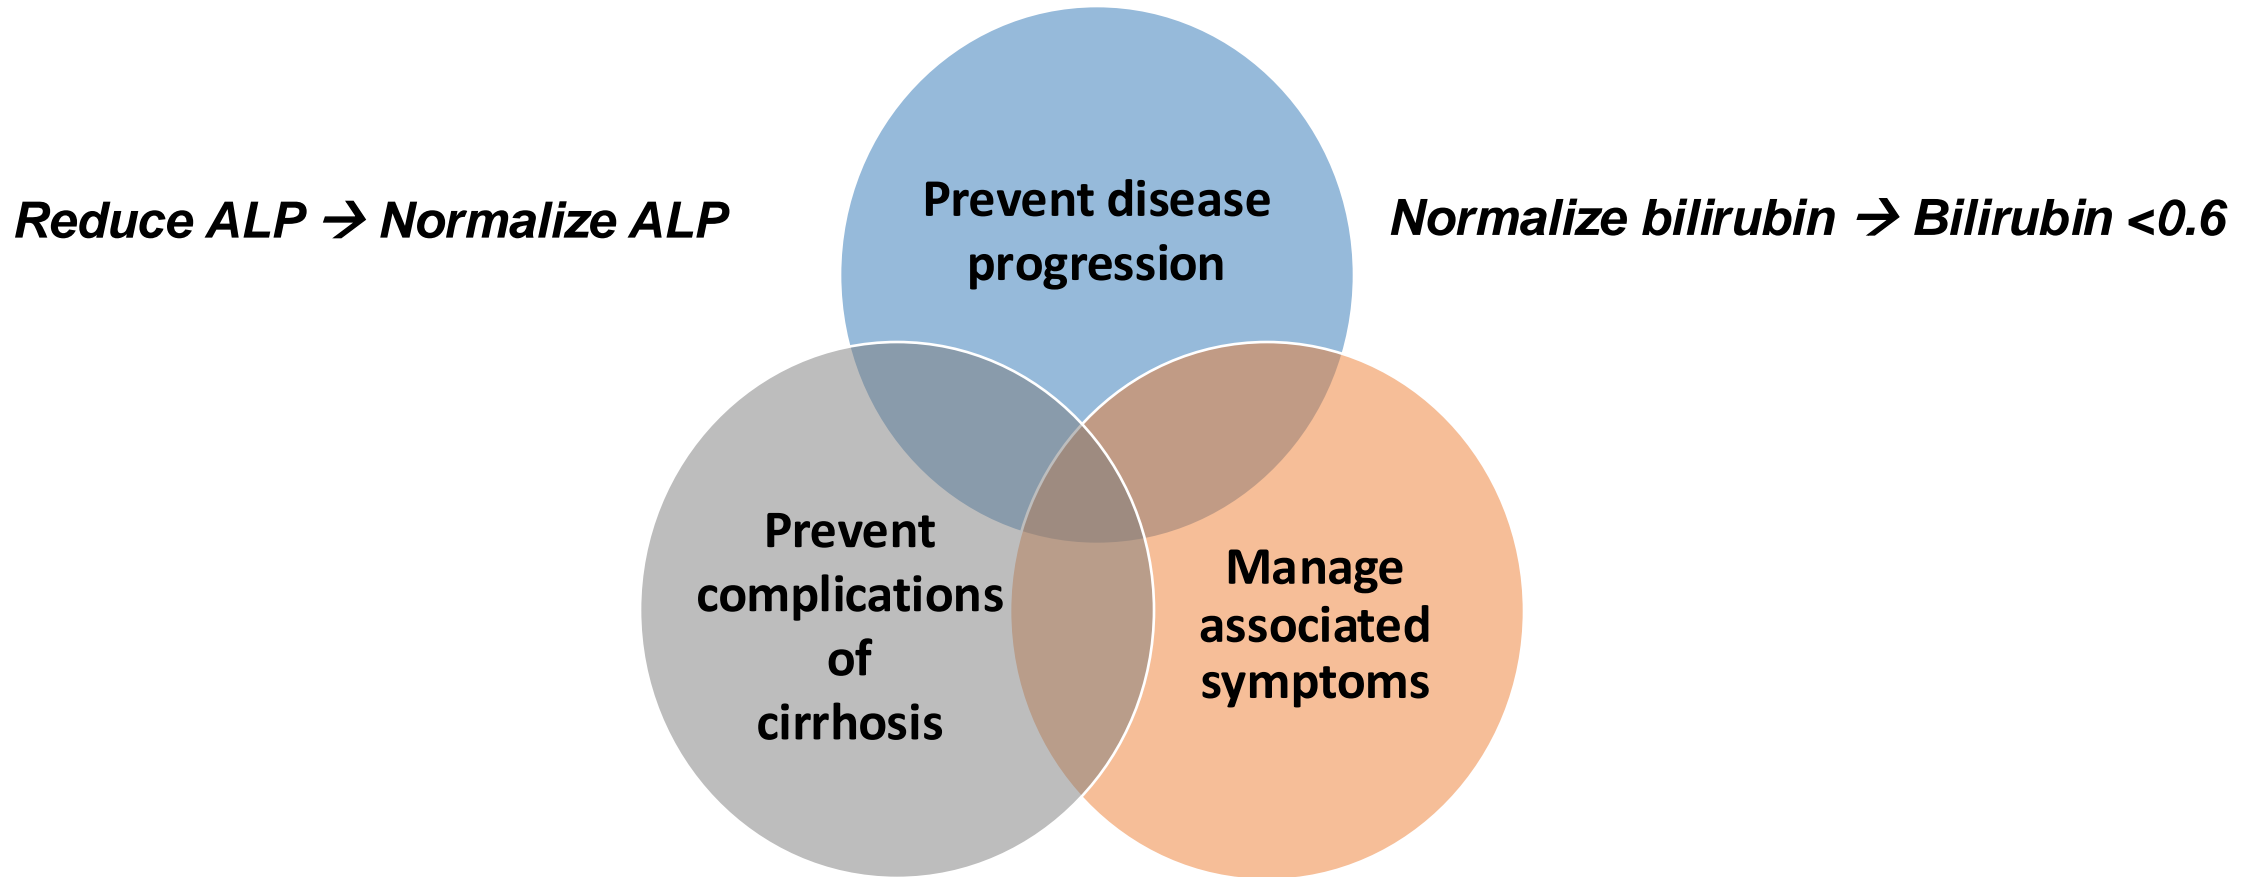 Prevent disease
progression
Reduce ALP → Normalize ALP
Normalize bilirubin → Bilirubin <0.6
Prevent
complications
of
cirrhosis
Manage
associated
symptoms